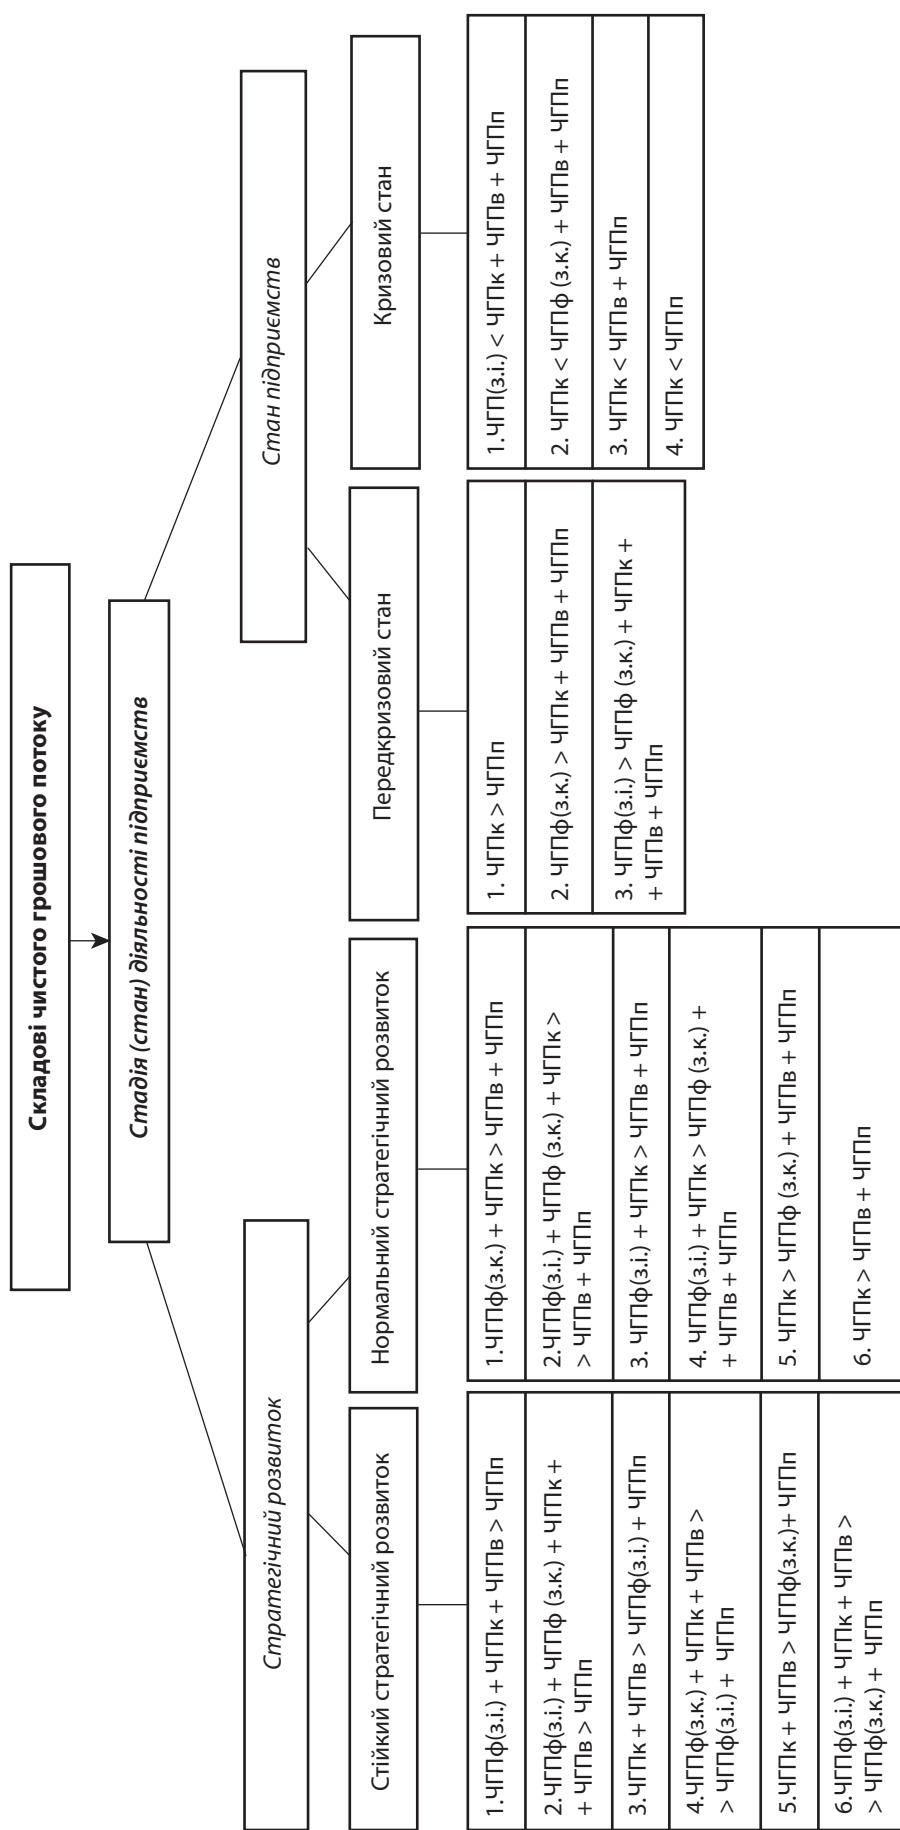 Складові чистого грошового потоку
Стадія (стан) діяльності підприємств
Стратегічний розвиток
Стан підприємств
Стійкий стратегічний розвиток
Нормальний стратегічний розвиток
Передкризовий стан
Кризовий стан
1.ЧГПф(з.і.) + ЧГПк + ЧГПв > ЧГПп
2.ЧГПф(з.і.) + ЧГПф (з.к.) + ЧГПк +
+ ЧГПв > ЧГПп
3.ЧГПк + ЧГПв > ЧГПф(з.і.) + ЧГПп
4.ЧГПф(з.к.) + ЧГПк + ЧГПв >
> ЧГПф(з.і.) + ЧГПп
5.ЧГПк + ЧГПв > ЧГПф(з.к.)+ ЧГПп
6.ЧГПф(з.і.) + ЧГПк + ЧГПв >
> ЧГПф(з.к.) + ЧГПп
1.ЧГПф(з.к.) + ЧГПк > ЧГПв + ЧГПп
2.ЧГПф(з.і.) + ЧГПф (з.к.) + ЧГПк >
> ЧГПв + ЧГПп
3. ЧГПф(з.і.) + ЧГПк > ЧГПв + ЧГПп
4. ЧГПф(з.і.) + ЧГПк > ЧГПф (з.к.) +
+ ЧГПв + ЧГПп
5. ЧГПк > ЧГПф (з.к.) + ЧГПв + ЧГПп
6. ЧГПк > ЧГПв + ЧГПп
1. ЧГПк > ЧГПп
2. ЧГПф(з.к.) > ЧГПк + ЧГПв + ЧГПп
3. ЧГПф(з.і.) > ЧГПф (з.к.) + ЧГПк +
+ ЧГПв + ЧГПп
1.ЧГП(з.і.) < ЧГПк + ЧГПв + ЧГПп
2. ЧГПк < ЧГПф (з.к.) + ЧГПв + ЧГПп
3. ЧГПк < ЧГПв + ЧГПп
4. ЧГПк < ЧГПп